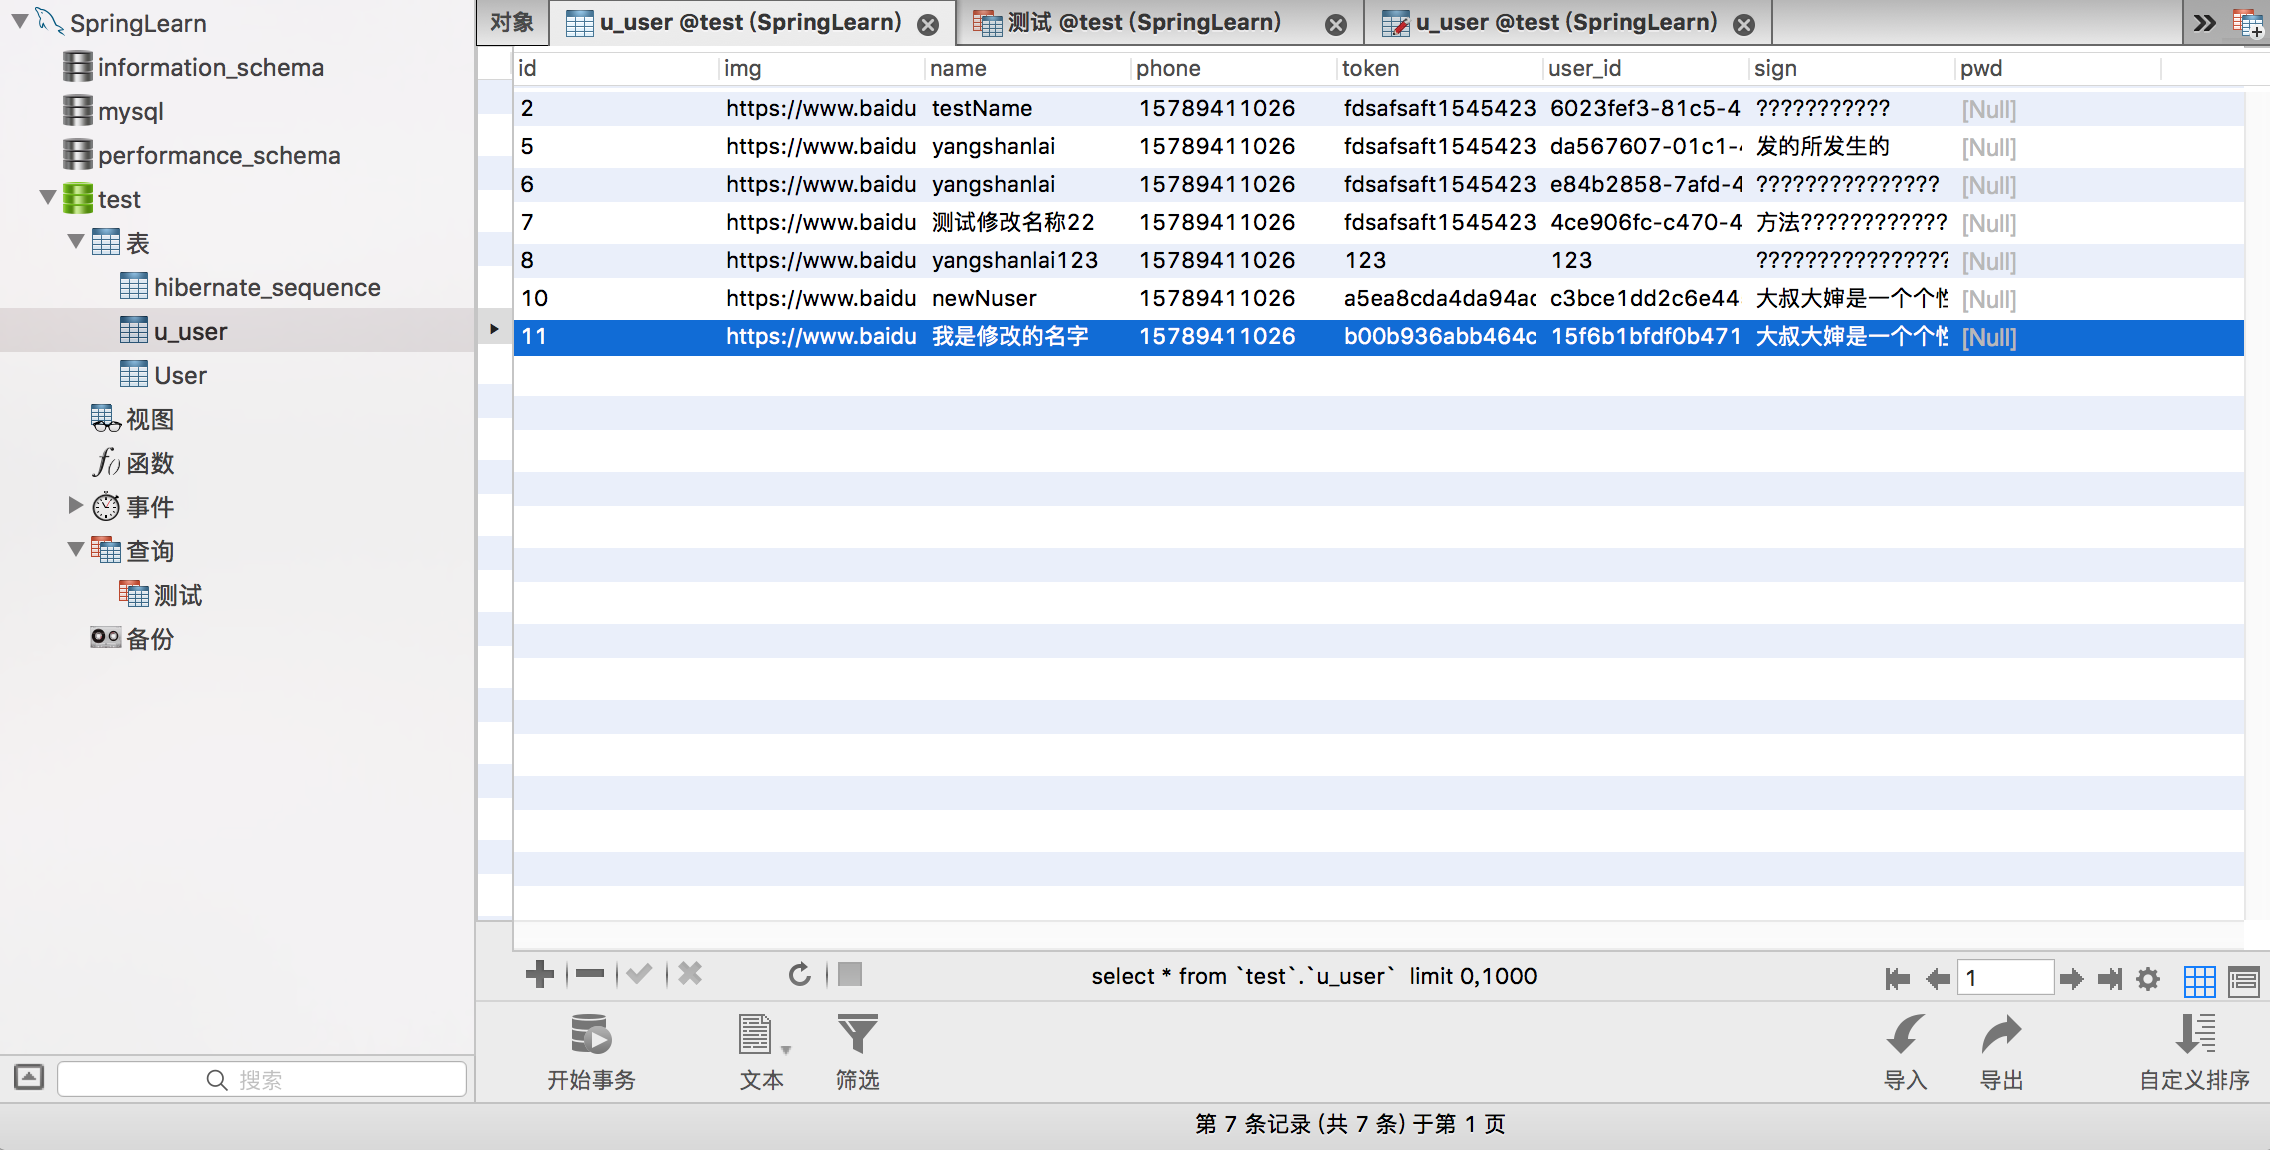 SpringLearn
information_schema
mysql
performance_schema
test
表
hibernate_sequence
u_user
User
视图
函数
事件
查询
测试
备份
搜索
对象 u_user @test (SpringLearn) 测试 @test (SpringLearn) u_user @test (SpringLearn)
id img name phone token user_id sign pwd
2 https://www.baidu testName 15789411026 fdsafsaft1545423 6023fef3-81c5-4 ??????????? [Null]
5 https://www.baidu yangshanlai 15789411026 fdsafsaft1545423 da567607-01c1- 发的所发生的 [Null]
6 https://www.baidu yangshanlai 15789411026 fdsafsaft1545423 e84b2858-7afd-4 ??????????????? [Null]
7 https://www.baidu 测试修改名称22 15789411026 fdsafsaft1545423 4ce906fc-c470-4 方法???????????? [Null]
8 https://www.baidu yangshanlai123 15789411026 123 123 ???????????????? [Null]
10 https://www.baidu newNuser 15789411026 a5ea8cda4da94ac c3bce1dd2c6e44 大叔大婶是一个个性 [Null]
11 https://www.baidu 我是修改的名字 15789411026 b00b936abb464c 15f6b1bfdf0b471 大叔大婶是一个个性 [Null]
select * from `test`.`u_user` limit 0,1000 1
开始事务 文本 筛选 导入 导出 自定义排序
第 7 条记录 (共 7 条) 于第 1 页